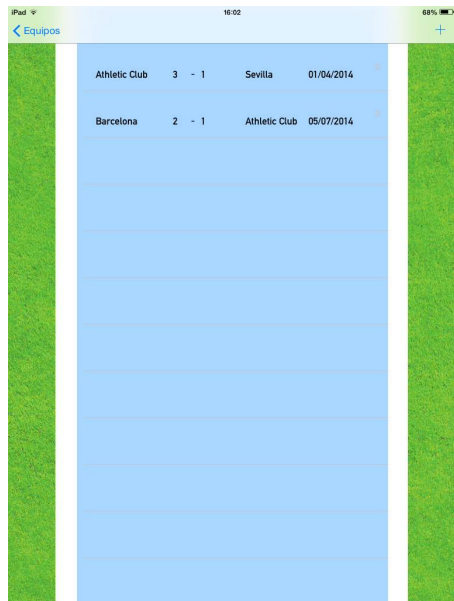 iPad 16:02 68%
Equipos +
Athletic Club 3 - 1 Sevilla 01/04/2014
Barcelona 2 - 1 Athletic Club 05/07/2014